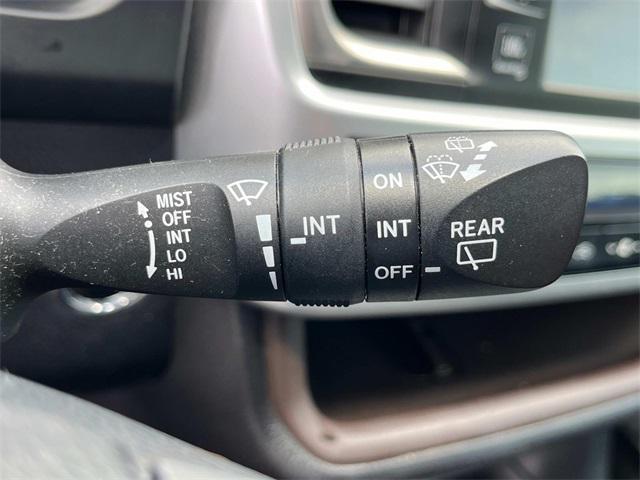 MIST
OFF
INT
LO
HI
INT
ON
INT
OFF
REAR